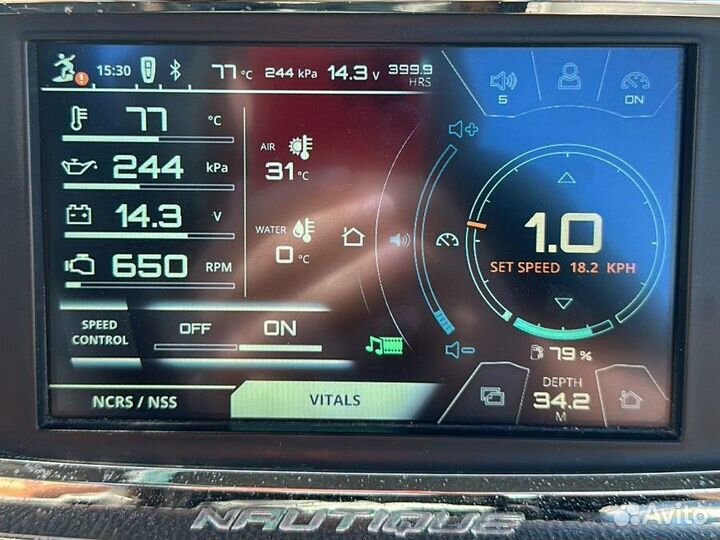 15:30 77 °C 244 kPa 14.3 V 399.9 HRS
5 ON
77 °C
244 kPa
14.3 V
650 RPM
AIR
31 °C
WATER
0 °C
1.0
SET SPEED 18.2 KPH
SPEED CONTROL OFF ON
79 %
DEPTH
34.2
M
NCRS / NSS VITALS
NAUTIQUE
Avito